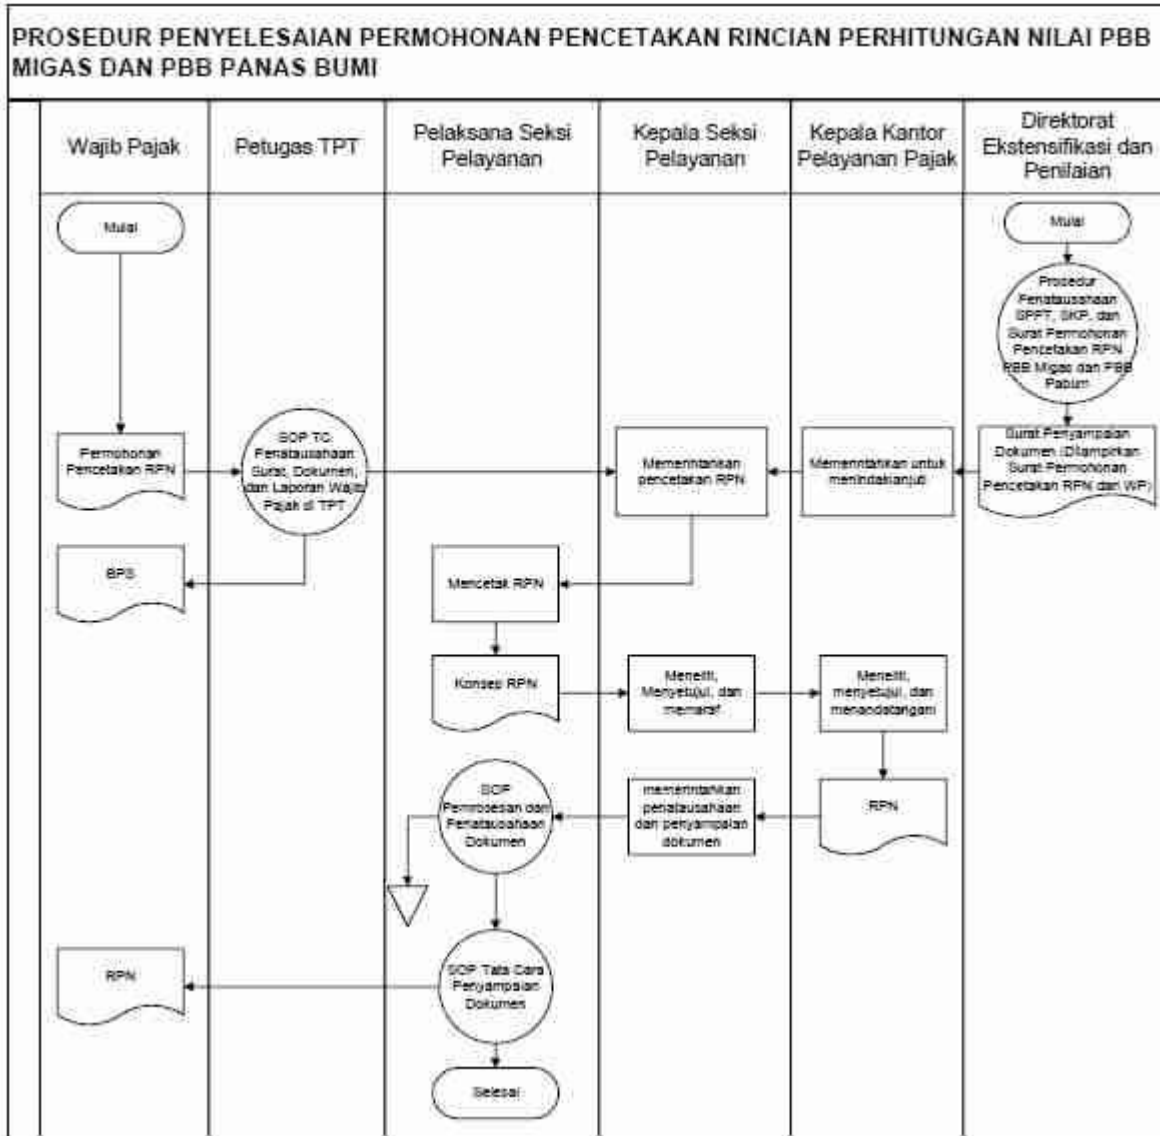 PROSEDUR PENYELESAIAN PERMOHONAN PENCETAKAN RINCIAN PERHITUNGAN NILAI PBB
MIGAS DAN PBB PANAS BUMI
Wajib Pajak
Petugas TPT
Pelaksana Seksi
Pelayanan
Kepala Seksi
Pelayanan
Kepala Kantor
Pelayanan Pajak
Direktorat
Ekstensifikasi dan
Penilaian
Mulai
Mulai
Prosedur
Penatausahaan
SPPT, SKP, dan
Surat Permohonan
Pencetakan RPN
PBB Migas dan PBB
Pabum
Permohonan
Pencetakan RPN
SOP TC
Penatausahaan
Surat, Dokumen,
dan Laporan Wajib
Pajak di TPT
Memerintahkan
pencetakan RPN
Memerintahkan untuk
menindaklanjuti
Surat Penyampaian
Dokumen (Dilampirkan
Surat Permohonan
Pencetakan RPN dari WP)
BPS
Mencetak RPN
Konsep RPN
Meneliti,
Menyetujui, dan
memaraf
Meneliti,
menyetujui, dan
menandatangani
SOP
Pemrosesan dan
Penatausahaan
Dokumen
memerintahkan
penatausahaan
dan penyampaian
dokumen
RPN
RPN
SOP Tata Cara
Penyampaian
Dokumen
Selesai